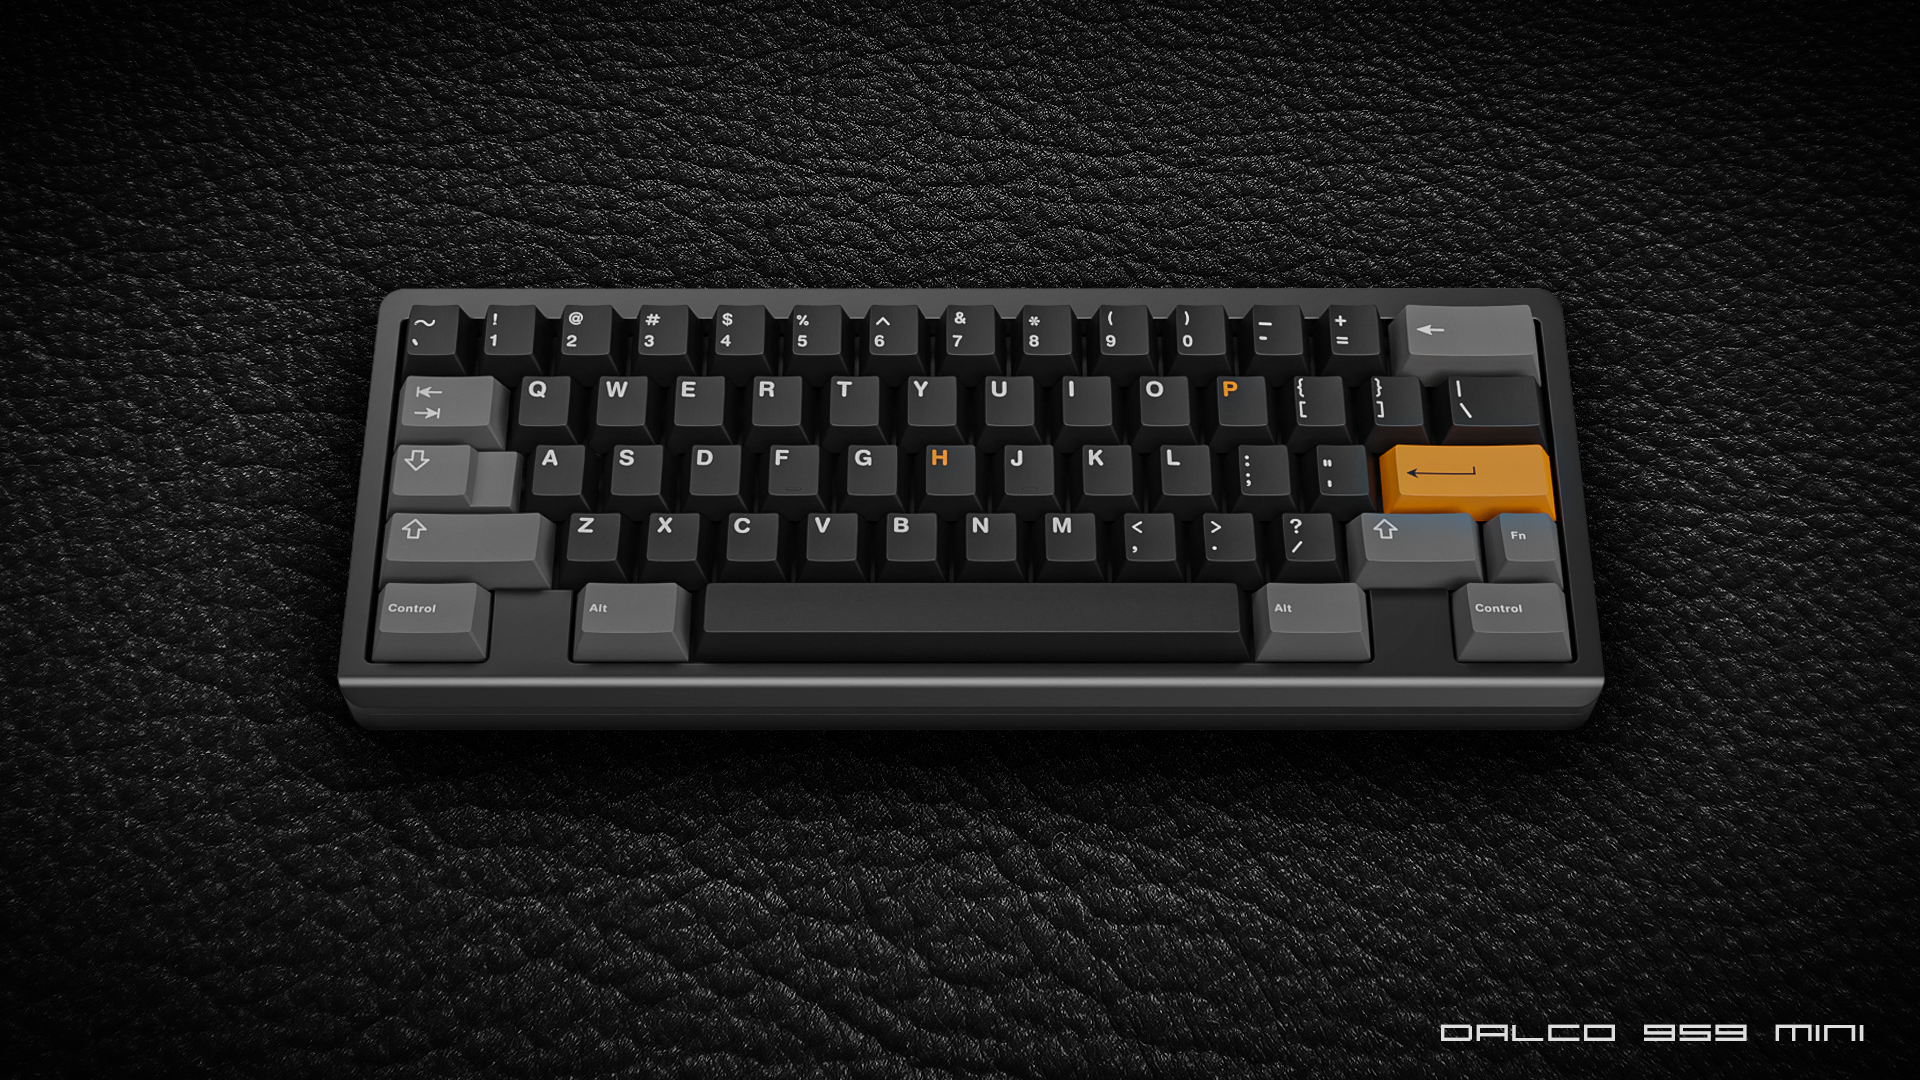 ~ ! @ # $ % ^ & * ( ) _ +
` 1 2 3 4 5 6 7 8 9 0 - = ←
⇤ Q W E R T Y U I O P { } |
⇥ [ ] \
⇩ A S D F G H J K L : " ↵
; '
⇧ Z X C V B N M < > ? ⇧ Fn
, . /
Control Alt Alt Control
DALCO 959 MINI